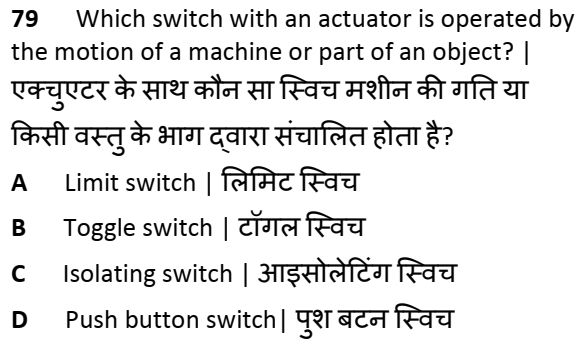 79 Which switch with an actuator is operated by
the motion of a machine or part of an object? |
एक्चुएटर के साथ कौन सा स्विच मशीन की गति या
किसी वस्तु के भाग द्वारा संचालित होता है?
A Limit switch | लिमिट स्विच
B Toggle switch | टॉगल स्विच
C Isolating switch | आइसोलेटिंग स्विच
D Push button switch| पुश बटन स्विच